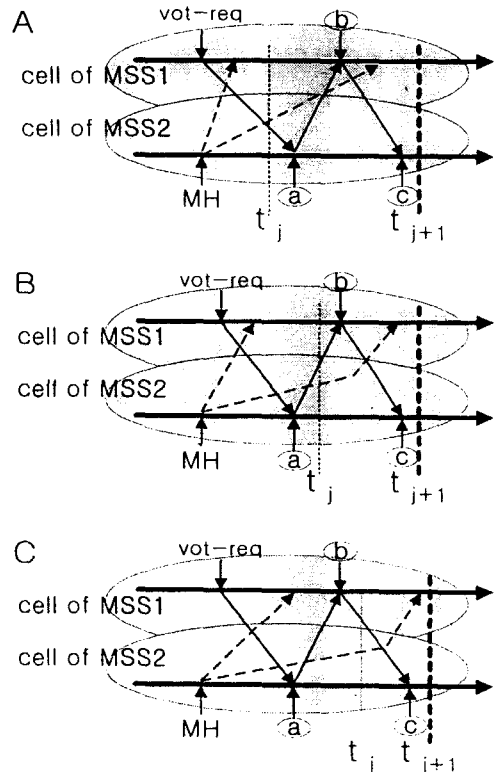 A
vot-req
b
cell of MSS1
cell of MSS2
MH
a
c
t j
t j+1
B
vot-req
b
cell of MSS1
cell of MSS2
MH
a
c
t j
t j+1
C
vot-req
b
cell of MSS1
cell of MSS2
MH
a
c
t j
t j+1